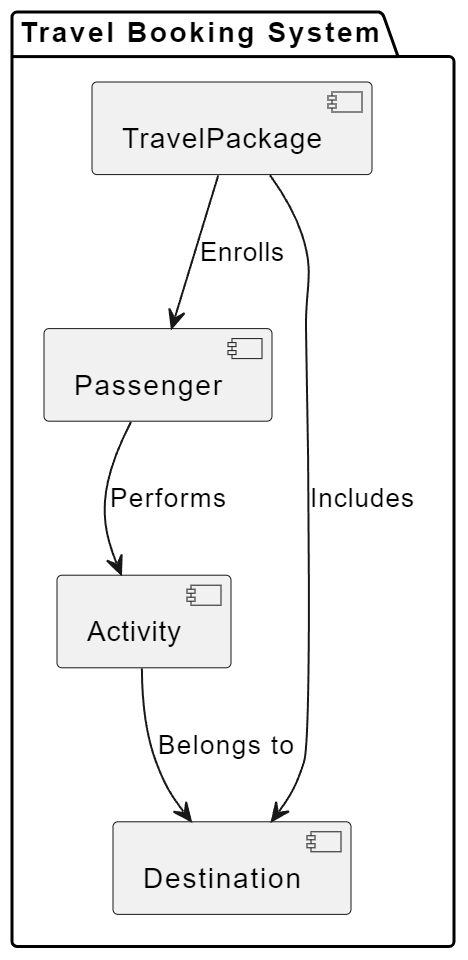 Travel Booking System
TravelPackage
Enrolls
Passenger
Performs
Includes
Activity
Belongs to
Destination